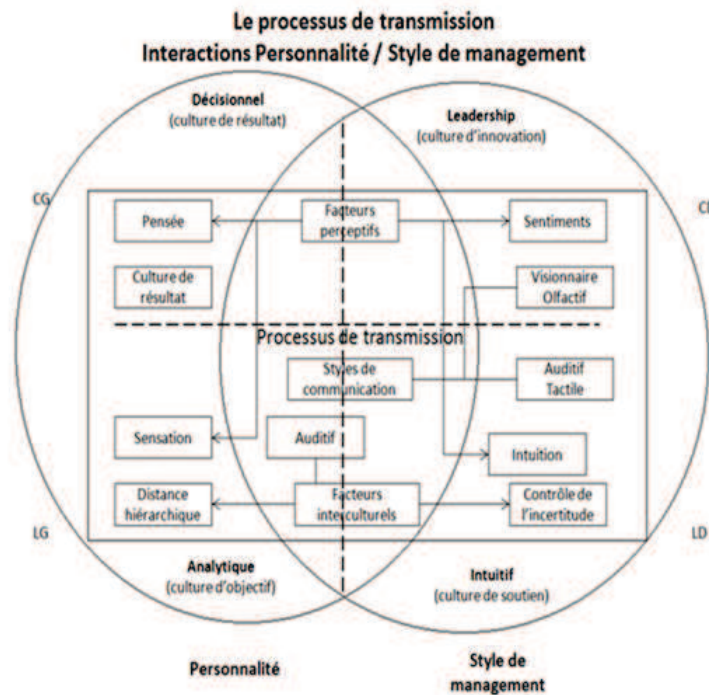 Le processus de transmission
Interactions Personnalité / Style de management
Décisionnel
(culture de résultat)
Leadership
(culture d'innovation)
CG
Pensée
Facteurs
perceptifs
Sentiments
Culture de
résultat
Visionnaire
Olfactif
Processus de transmission
Styles de
communication
Auditif
Tactile
Sensation
Auditif
Intuition
Distance
hiérarchique
Facteurs
interculturels
Contrôle de
l'incertitude
LG
LD
Analytique
(culture d'objectif)
Intuitif
(culture de soutien)
Personnalité
Style de
management